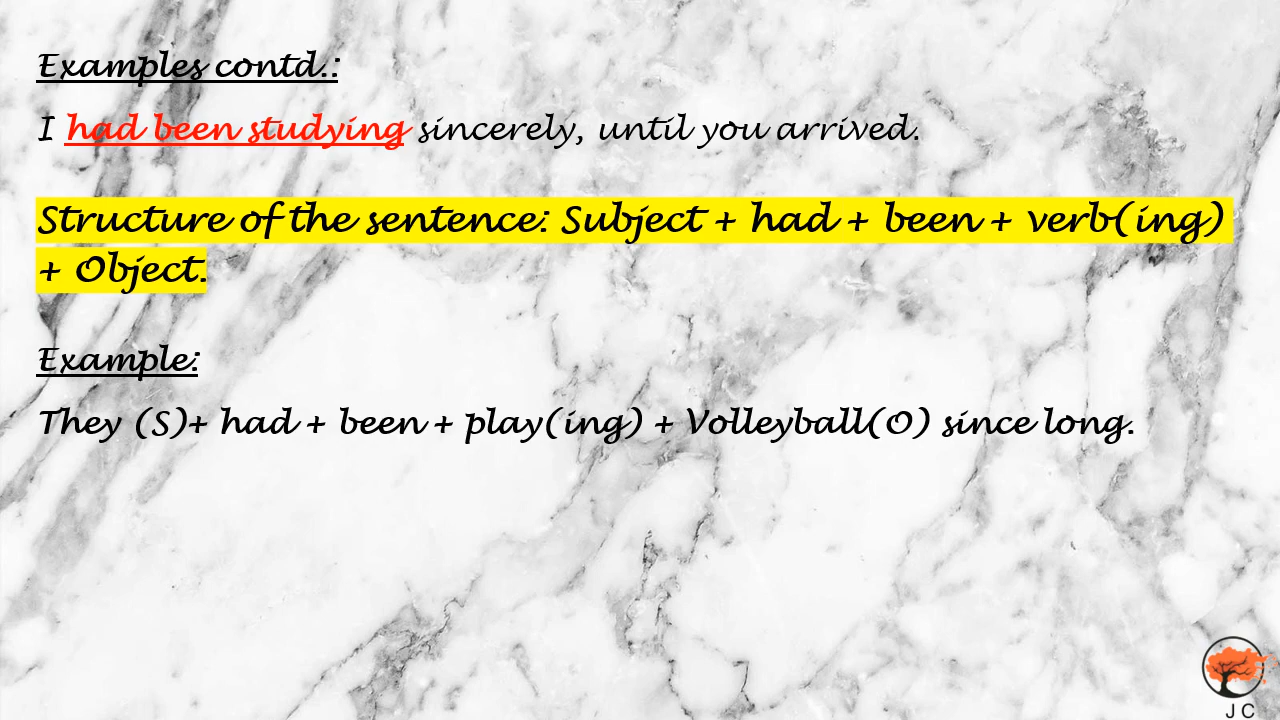 Examples contd.:
I had been studying sincerely, until you arrived.
Structure of the sentence: Subject + had + been + verb(ing)
+ Object.
Example:
They (S)+ had + been + play(ing) + Volleyball(O) since long.
J C